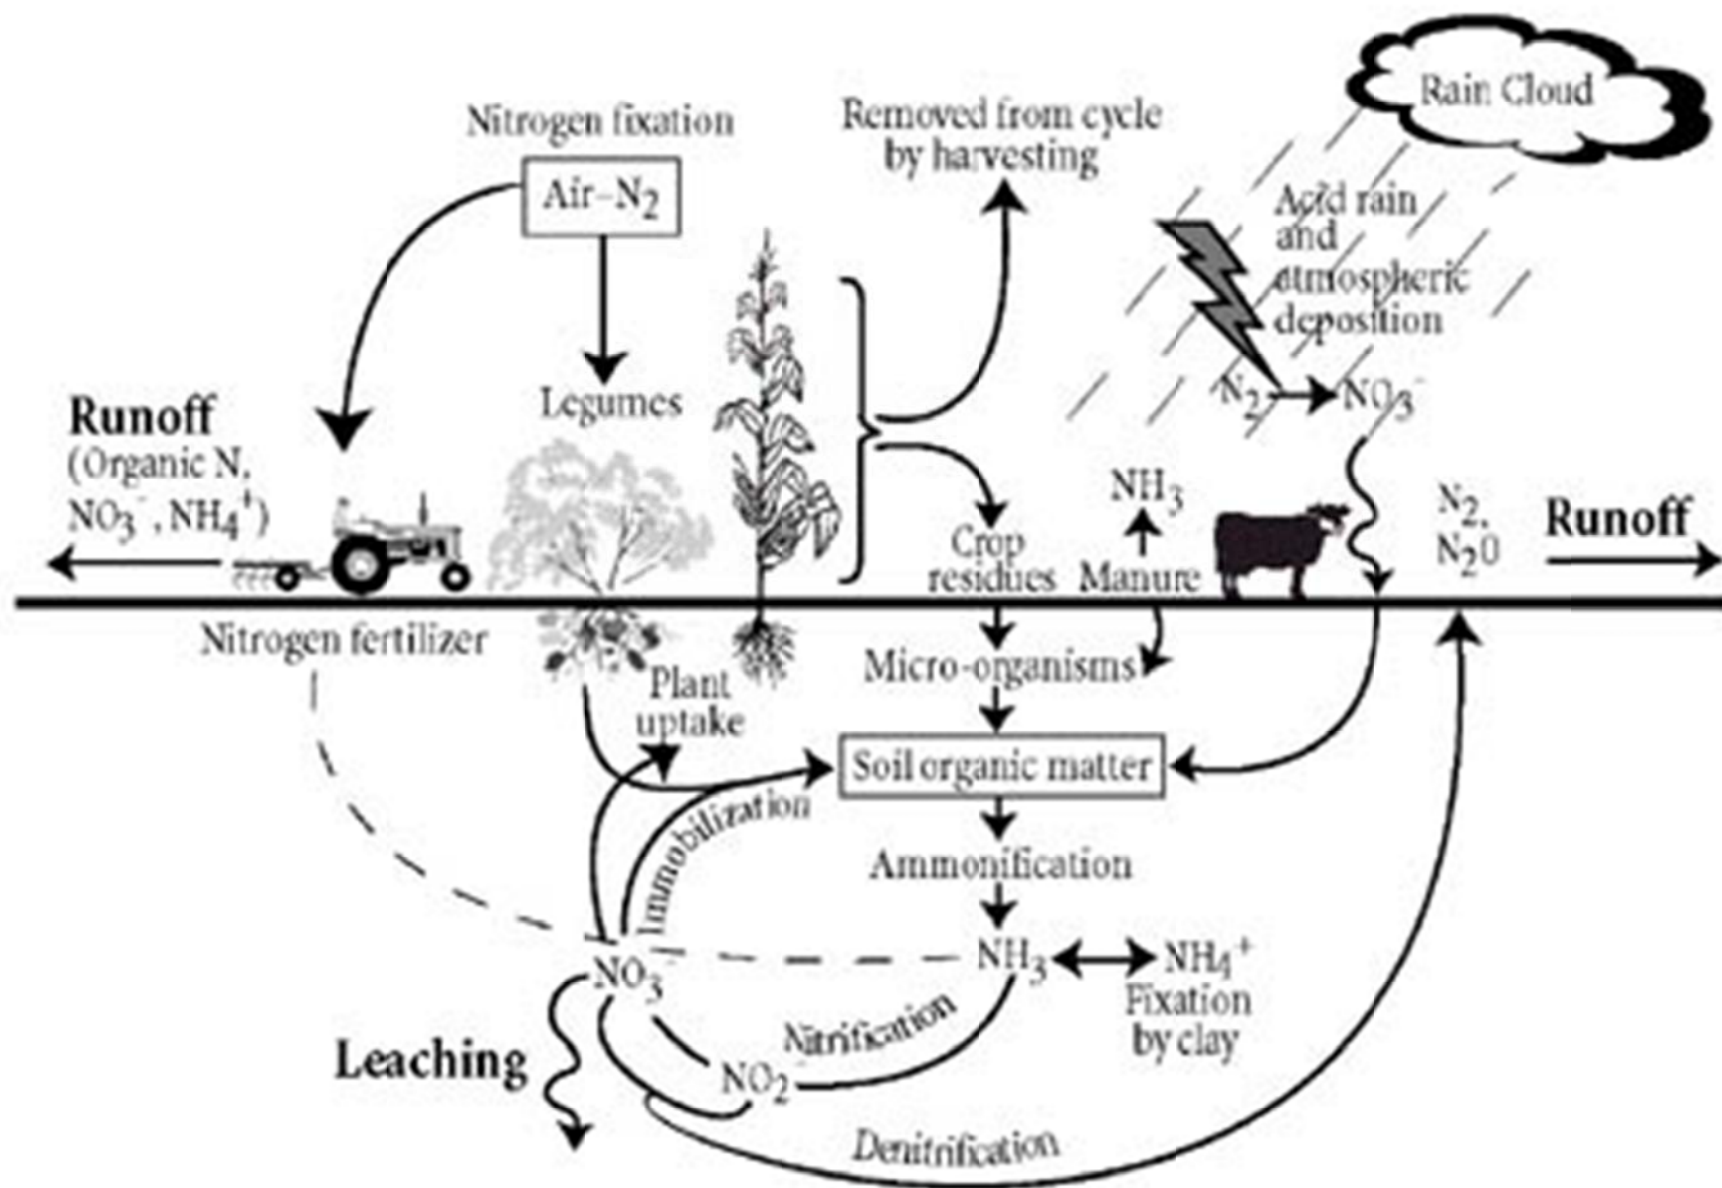 Rain Cloud
Nitrogen fixation
Air–N2
Removed from cycle
by harvesting
Acid rain
and
atmospheric
deposition
N2
NO3-
Legumes
Runoff
(Organic N,
NO3-, NH4+)
NH3
Crop
residues
Manure
N2,
N2O
Runoff
Nitrogen fertilizer
Plant
uptake
Micro-organisms
Soil organic matter
Immobilization
Ammonification
NO3-
NH3
NH4+
Fixation
by clay
Nitrification
Leaching
NO2-
Denitrification